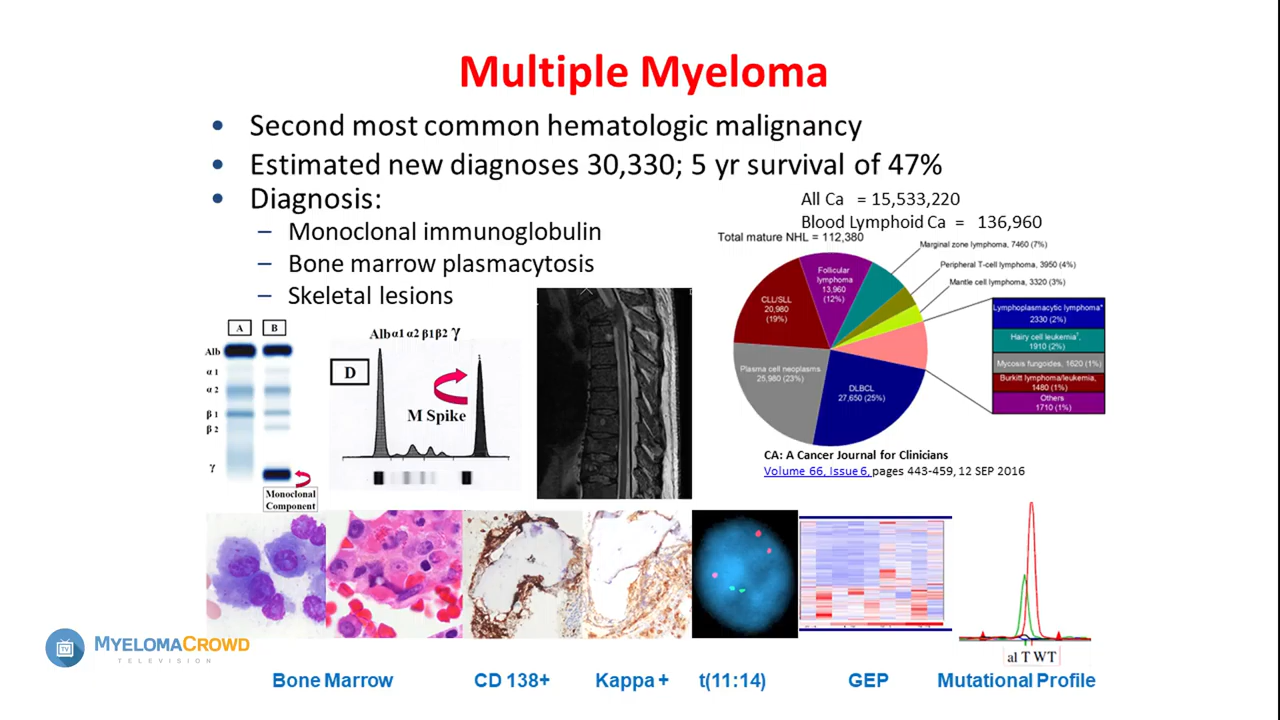 Multiple Myeloma
• Second most common hematologic malignancy
• Estimated new diagnoses 30,330; 5 yr survival of 47%
• Diagnosis:
– Monoclonal immunoglobulin
– Bone marrow plasmacytosis
– Skeletal lesions
All Ca = 15,533,220
Blood Lymphoid Ca = 136,960
Total mature NHL = 112,380
Marginal zone lymphoma, 7460 (7%)
Peripheral T-cell lymphoma, 3950 (4%)
Mantle cell lymphoma, 3320 (3%)
Follicular
lymphoma
13,960
(12%)
CLL/SLL
20,980
(19%)
Plasma cell neoplasms
25,980 (23%)
DLBCL
27,650 (25%)
Lymphoplasmacytic lymphoma*
2330 (2%)
Hairy cell leukemia†,
1910 (2%)
Mycosis fungoides, 1620 (1%)
Burkitt lymphoma/leukemia,
1480 (1%)
Others
1710 (1%)
CA: A Cancer Journal for Clinicians
Volume 66, Issue 6, pages 443-459, 12 SEP 2016
A B
Alb
α 1
α 2
β 1
β 2
γ
Monoclonal
Component
Alb α1 α2 β1 β2 γ
D
M Spike
al T WT
MYELOMACROWD
TELEVISION
TV
Bone Marrow CD 138+ Kappa + t(11:14) GEP Mutational Profile